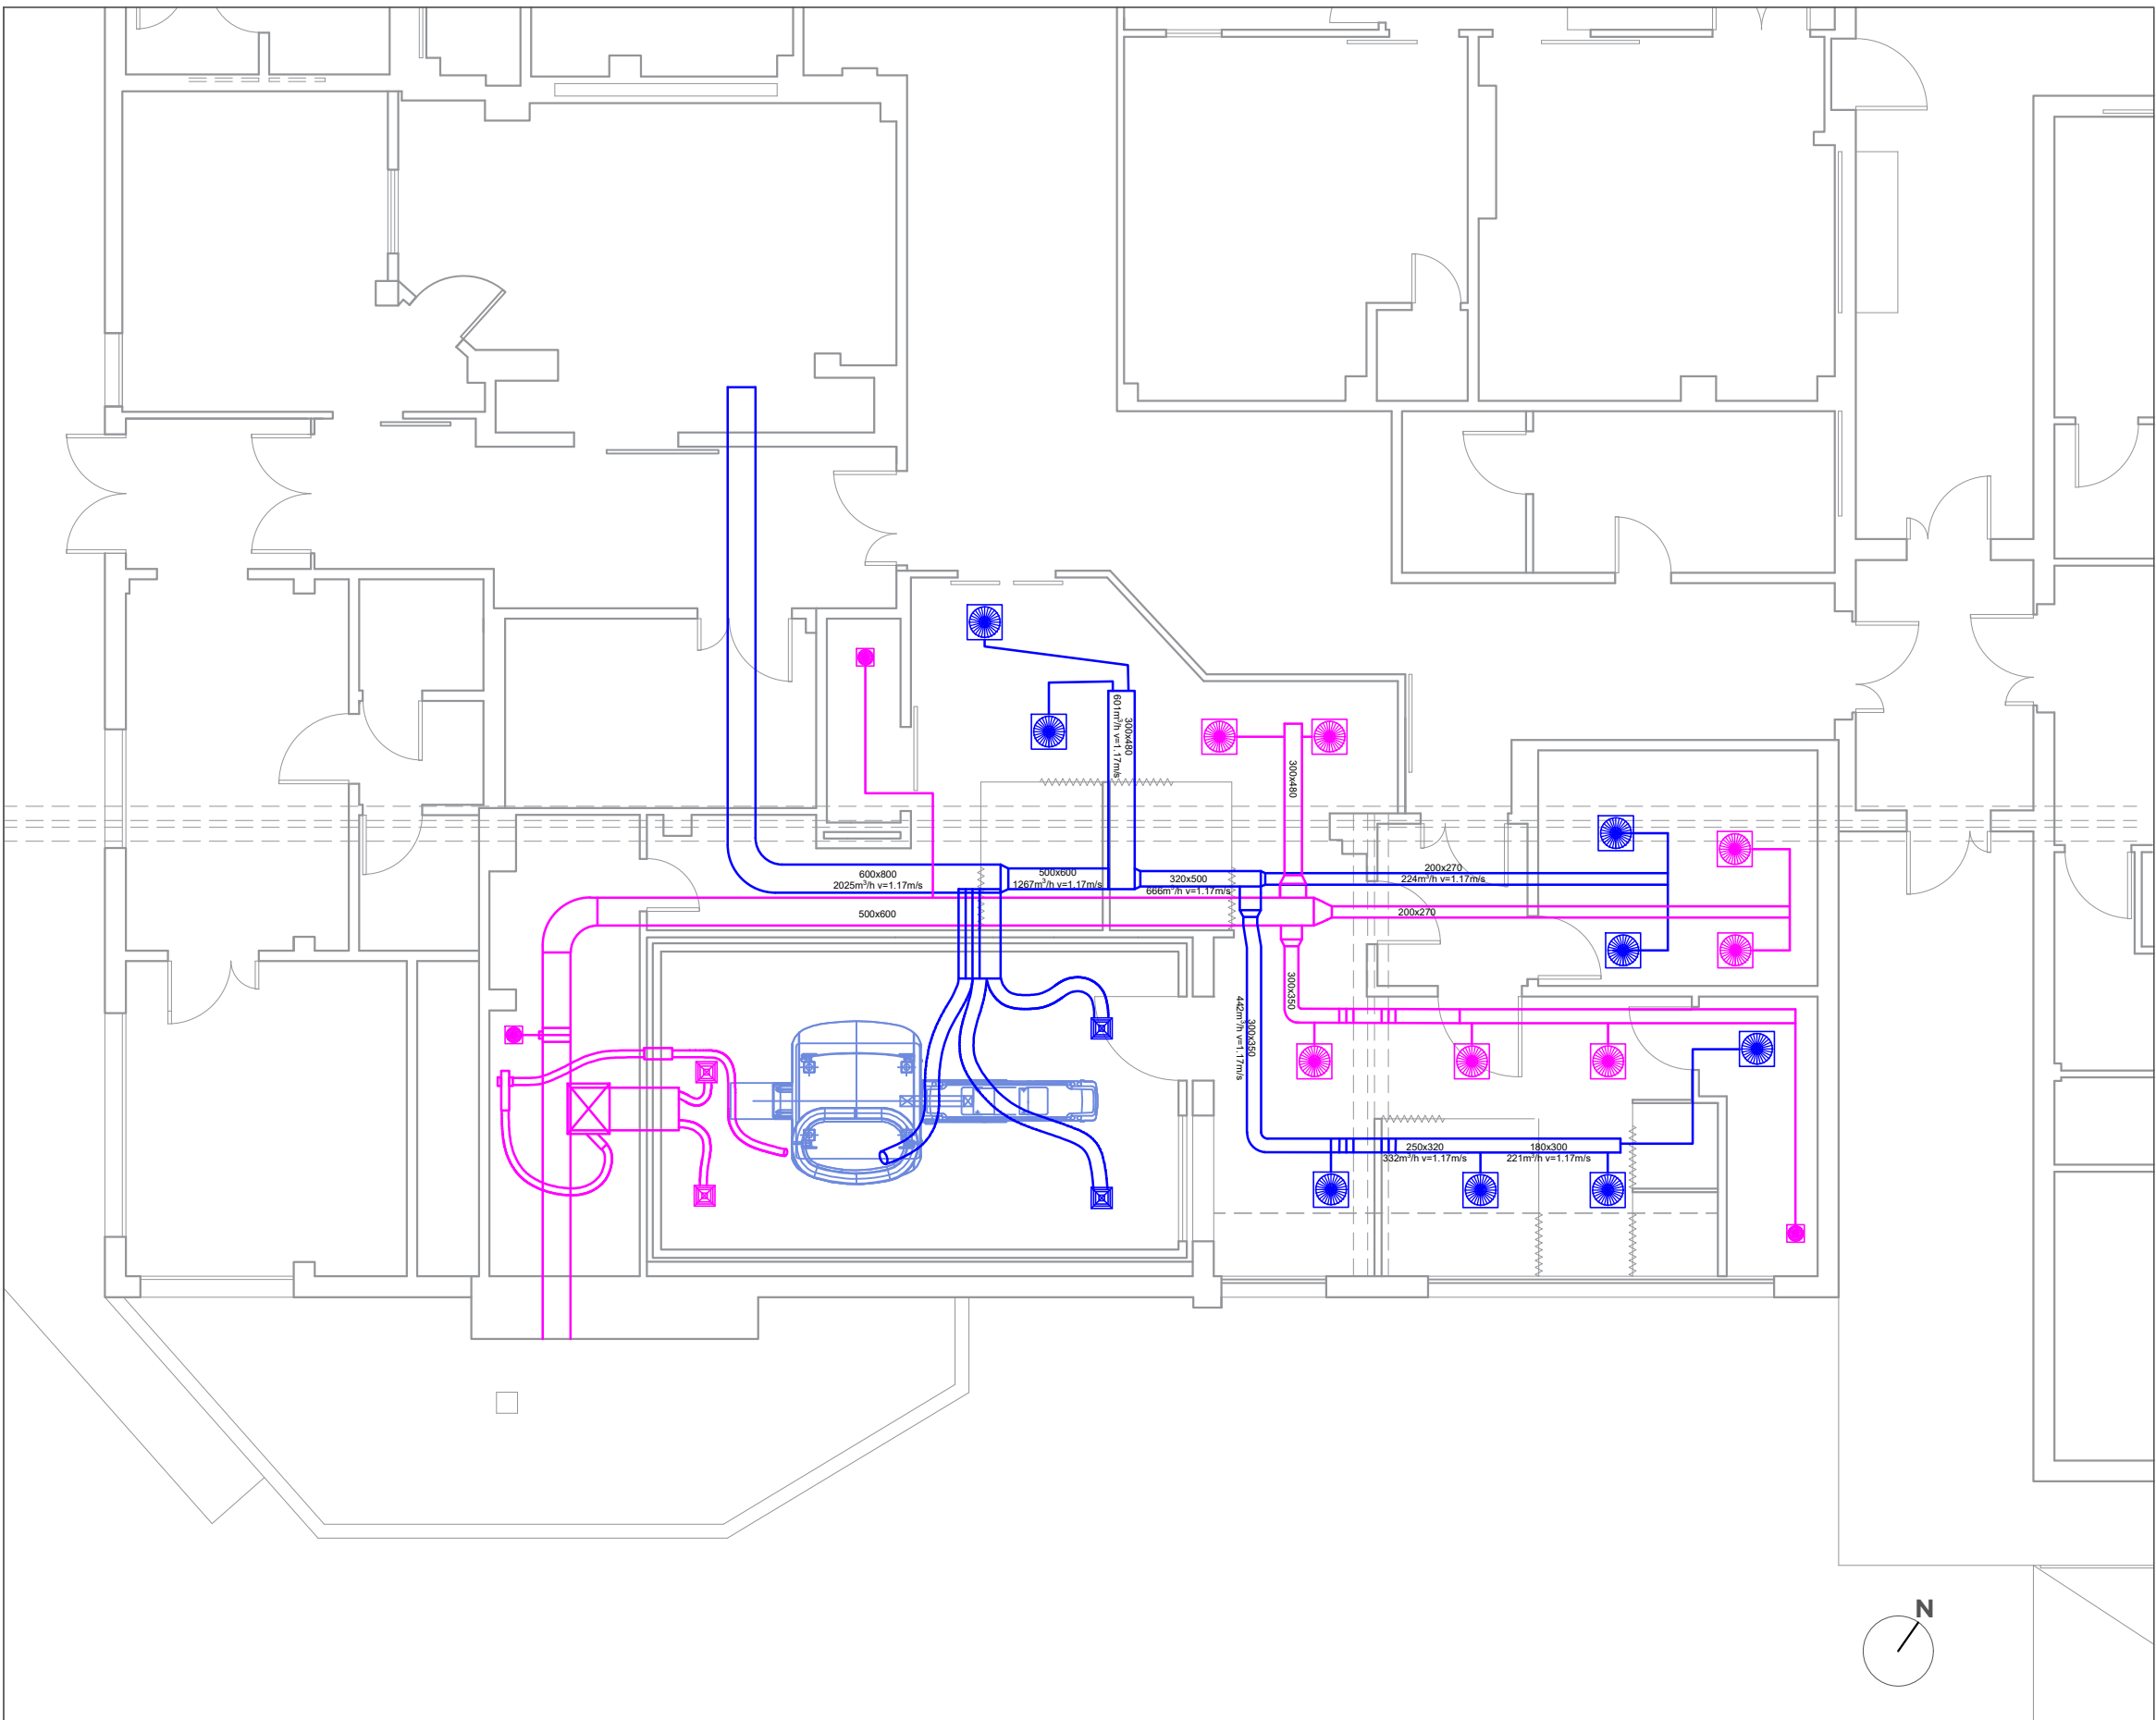 300x480
601m³/h v=1.17m/s
300x480
600x800
2025m³/h v=1.17m/s
500x600
1267m³/h v=1.17m/s
320x500
666m³/h v=1.17m/s
200x270
224m³/h v=1.17m/s
500x600
200x270
300x350
300x350
442m³/h v=1.17m/s
250x320
332m³/h v=1.17m/s
180x300
221m³/h v=1.17m/s
N